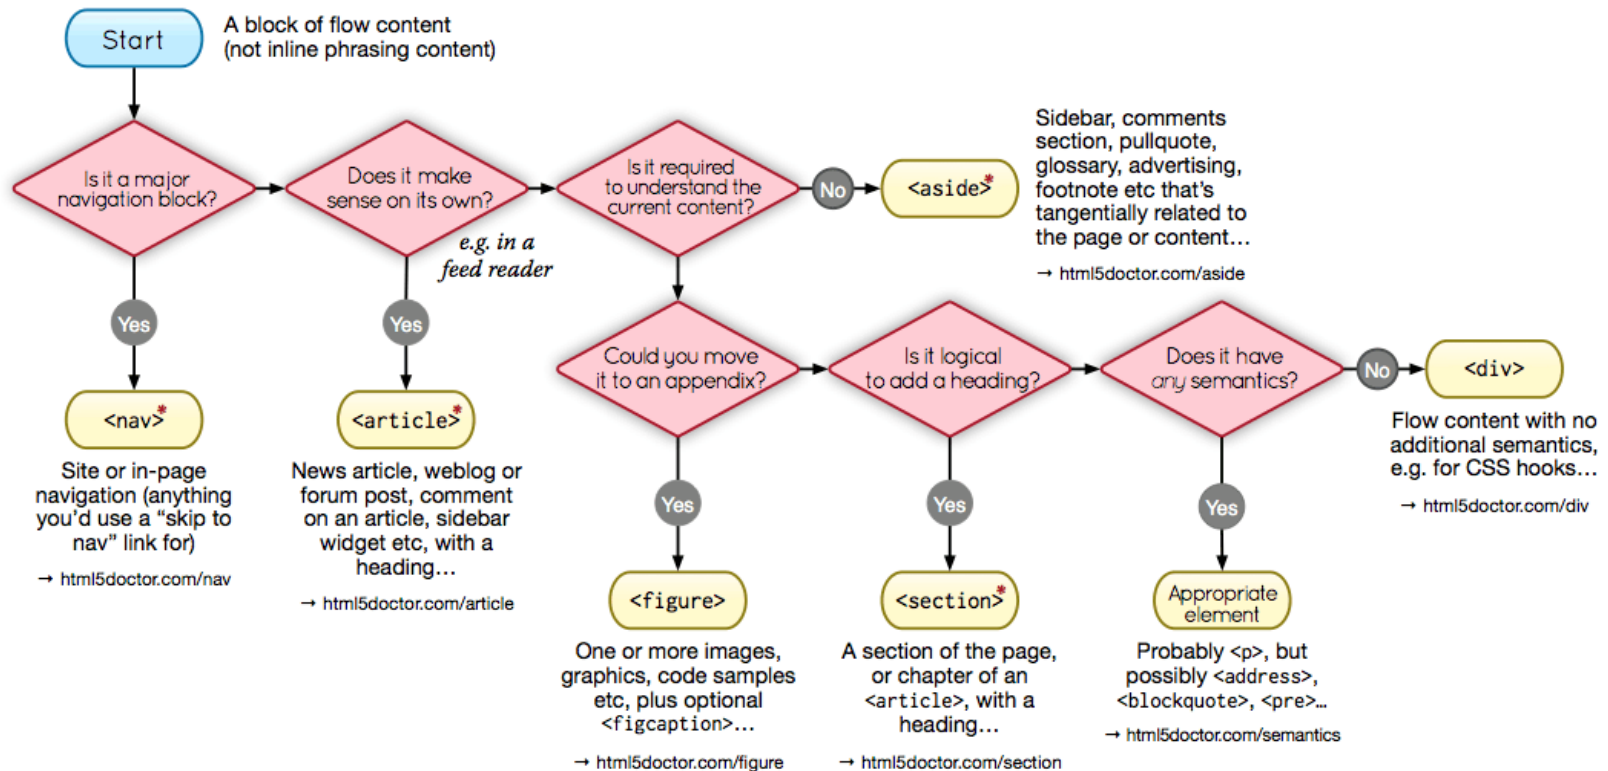 Start
A block of flow content
(not inline phrasing content)
Is it a major
navigation block?
Does it make
sense on its own?
e.g. in a
feed reader
Is it required
to understand the
current content?
No
<aside>*
Sidebar, comments
section, pullquote,
glossary, advertising,
footnote etc that’s
tangentially related to
the page or content…
→ html5doctor.com/aside
Yes
<nav>*
Site or in-page
navigation (anything
you’d use a “skip to
nav” link for)
→ html5doctor.com/nav
Yes
<article>*
News article, weblog or
forum post, comment
on an article, sidebar
widget etc, with a
heading…
→ html5doctor.com/article
Could you move
it to an appendix?
Yes
<figure>
One or more images,
graphics, code samples
etc, plus optional
<figcaption>…
→ html5doctor.com/figure
Is it logical
to add a heading?
Yes
<section>*
A section of the page,
or chapter of an
<article>, with a
heading…
→ html5doctor.com/section
Does it have
any semantics?
Yes
Appropriate
element
Probably <p>, but
possibly <address>,
<blockquote>, <pre>…
→ html5doctor.com/semantics
No
<div>
Flow content with no
additional semantics,
e.g. for CSS hooks…
→ html5doctor.com/div